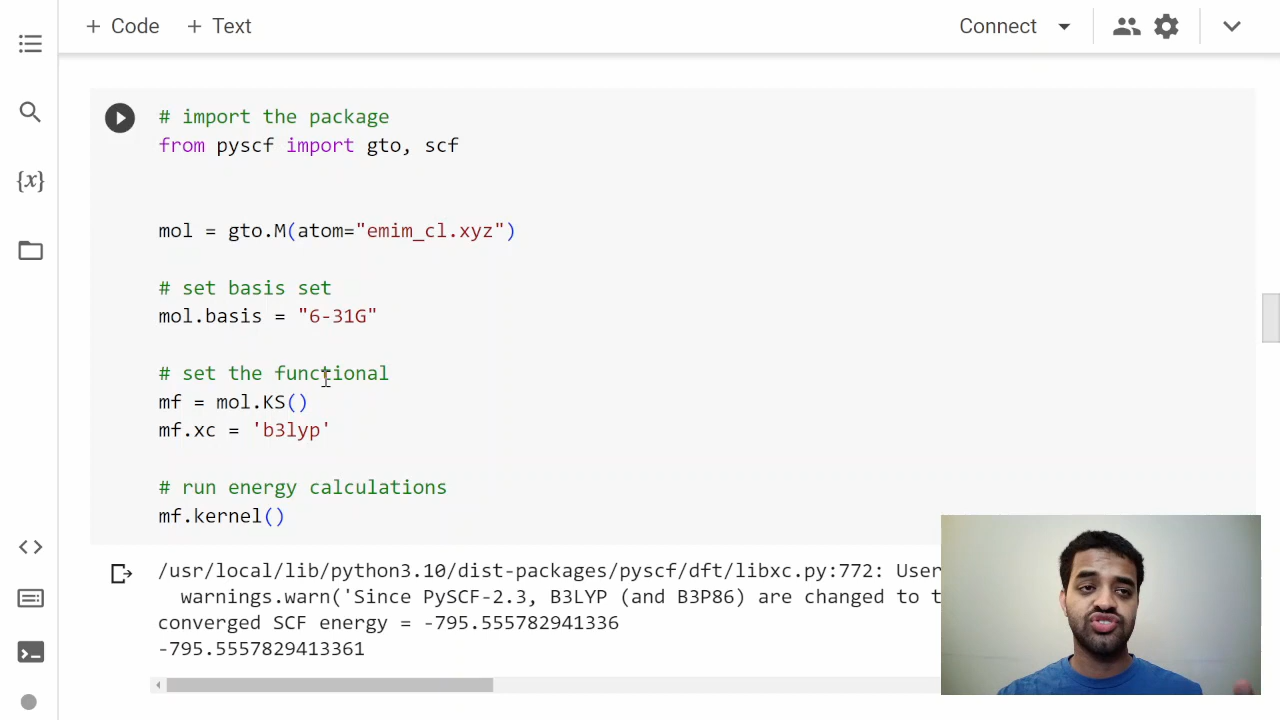 + Code + Text Connect
{x}
# import the package
from pyscf import gto, scf
mol = gto.M(atom="emim_cl.xyz")
# set basis set
mol.basis = "6-31G"
# set the functional
mf = mol.KS()
mf.xc = 'b3lyp'
# run energy calculations
mf.kernel()
/usr/local/lib/python3.10/dist-packages/pyscf/dft/libxc.py:772: User
warnings.warn('Since PySCF-2.3, B3LYP (and B3P86) are changed to t
converged SCF energy = -795.555782941336
-795.5557829413361